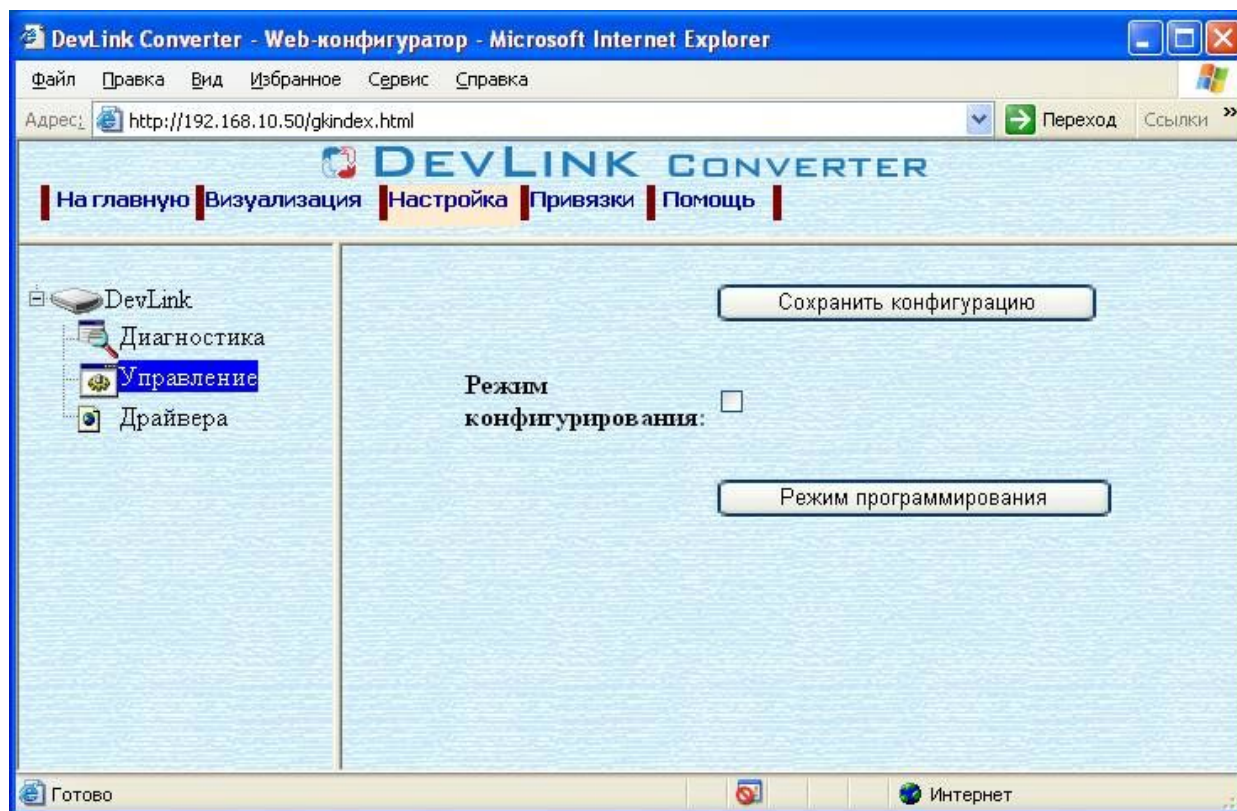 DevLink Converter - Web-конфигуратор - Microsoft Internet Explorer
Файл Правка Вид Избранное Сервис Справка
Адрес: http://192.168.10.50/gkindex.html Переход Ссылки »
DEVLINK CONVERTER
На главную Визуализация Настройка Привязки Помощь
DevLink
Диагностика
Управление
Драйвера
Сохранить конфигурацию
Режим
конфигурирования:
Режим программирования
Готово Интернет